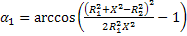 α₁ = arccos((R₁² + X² − R₂²)² / 2R₁²X² − 1)